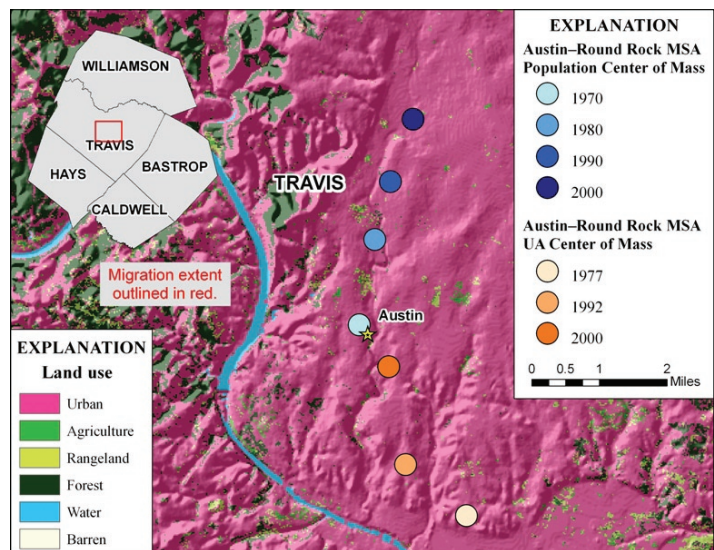 WILLIAMSON
TRAVIS
HAYS
BASTROP
CALDWELL
Migration extent
outlined in red.
TRAVIS
Austin
EXPLANATION
Austin–Round Rock MSA
Population Center of Mass
1970
1980
1990
2000
Austin–Round Rock MSA
UA Center of Mass
1977
1992
2000
0 0.5 1 2
Miles
EXPLANATION
Land use
Urban
Agriculture
Rangeland
Forest
Water
Barren